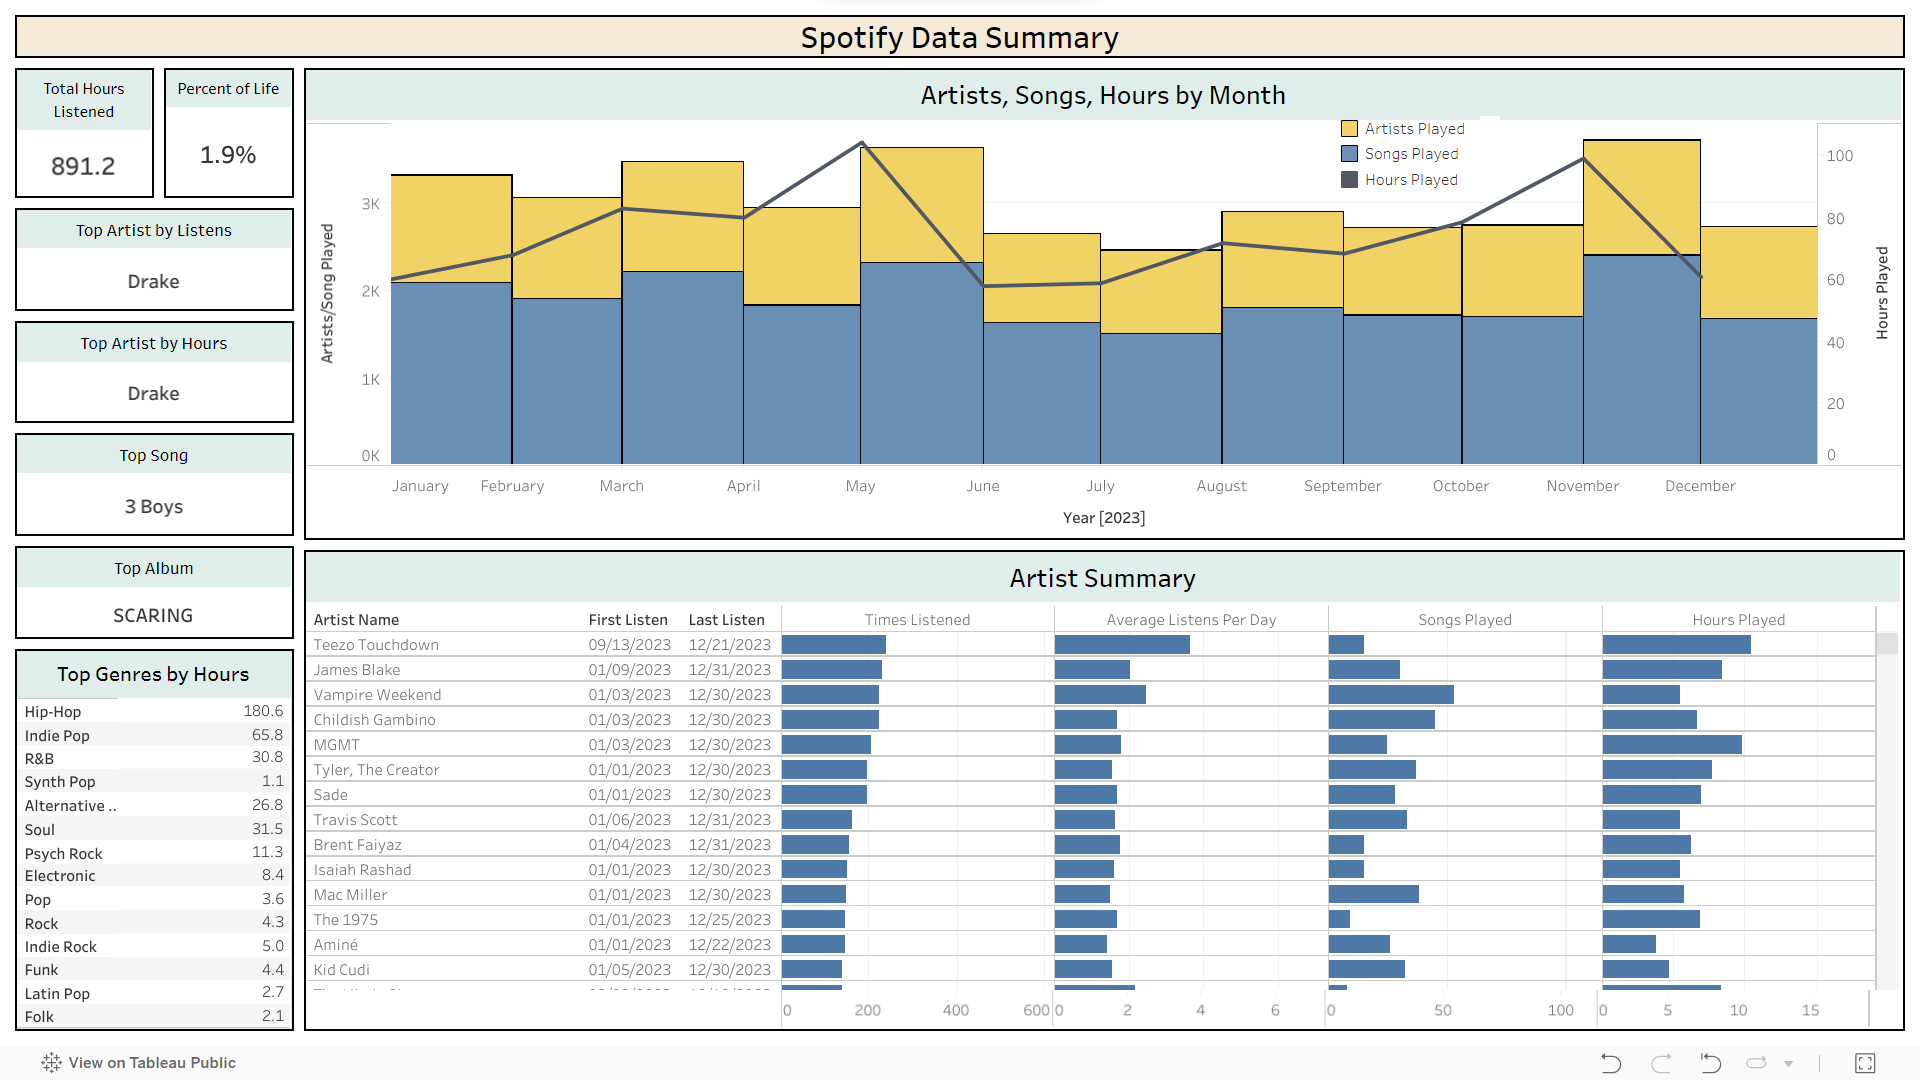 Spotify Data Summary
Total Hours
Listened
891.2
Percent of Life
1.9%
Top Artist by Listens
Drake
Top Artist by Hours
Drake
Top Song
3 Boys
Top Album
SCARING
Top Genres by Hours
Hip-Hop 180.6
Indie Pop 65.8
R&B 30.8
Synth Pop 1.1
Alternative .. 26.8
Soul 31.5
Psych Rock 11.3
Electronic 8.4
Pop 3.6
Rock 4.3
Indie Rock 5.0
Funk 4.4
Latin Pop 2.7
Folk 2.1
Artists, Songs, Hours by Month
Artists Played
Songs Played
Hours Played
Artists/Song Played
3K
2K
1K
0K
100
80
60
40
20
0
Hours Played
January February March April May June July August September October November December
Year [2023]
Artist Summary
Artist Name First Listen Last Listen Times Listened Average Listens Per Day Songs Played Hours Played
Teezo Touchdown 09/13/2023 12/21/2023
James Blake 01/09/2023 12/31/2023
Vampire Weekend 01/03/2023 12/30/2023
Childish Gambino 01/03/2023 12/30/2023
MGMT 01/03/2023 12/30/2023
Tyler, The Creator 01/01/2023 12/30/2023
Sade 01/01/2023 12/30/2023
Travis Scott 01/06/2023 12/31/2023
Brent Faiyaz 01/04/2023 12/31/2023
Isaiah Rashad 01/01/2023 12/30/2023
Mac Miller 01/01/2023 12/30/2023
The 1975 01/01/2023 12/25/2023
Aminé 01/01/2023 12/22/2023
Kid Cudi 01/05/2023 12/30/2023
0 200 400 600 0 2 4 6 0 50 100 0 5 10 15
View on Tableau Public